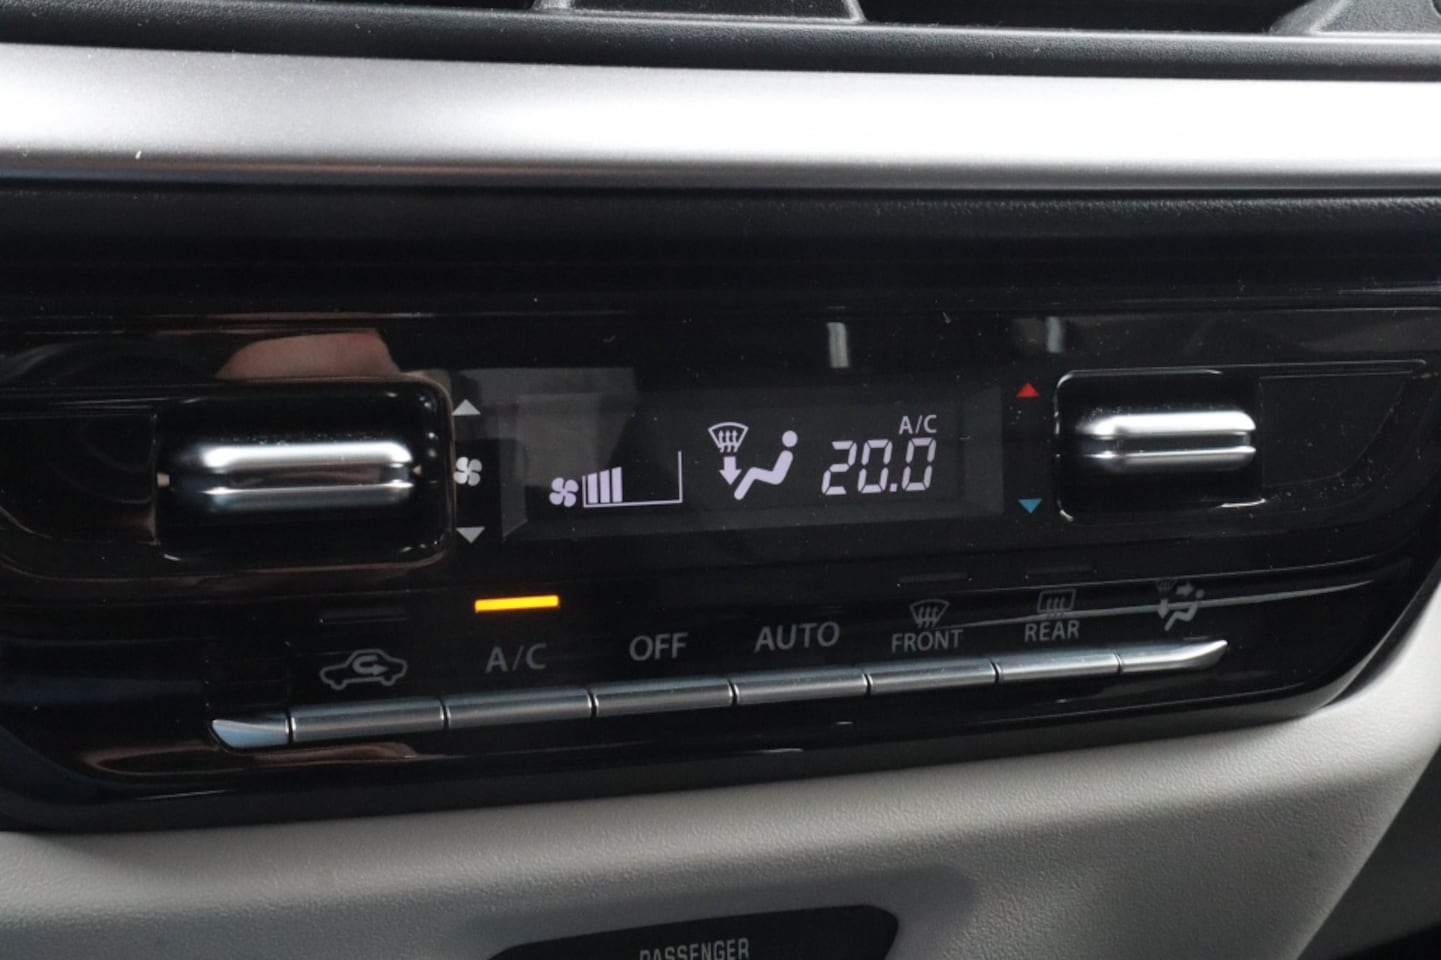 A/C
20.0
A/C OFF AUTO FRONT REAR
PASSENGER